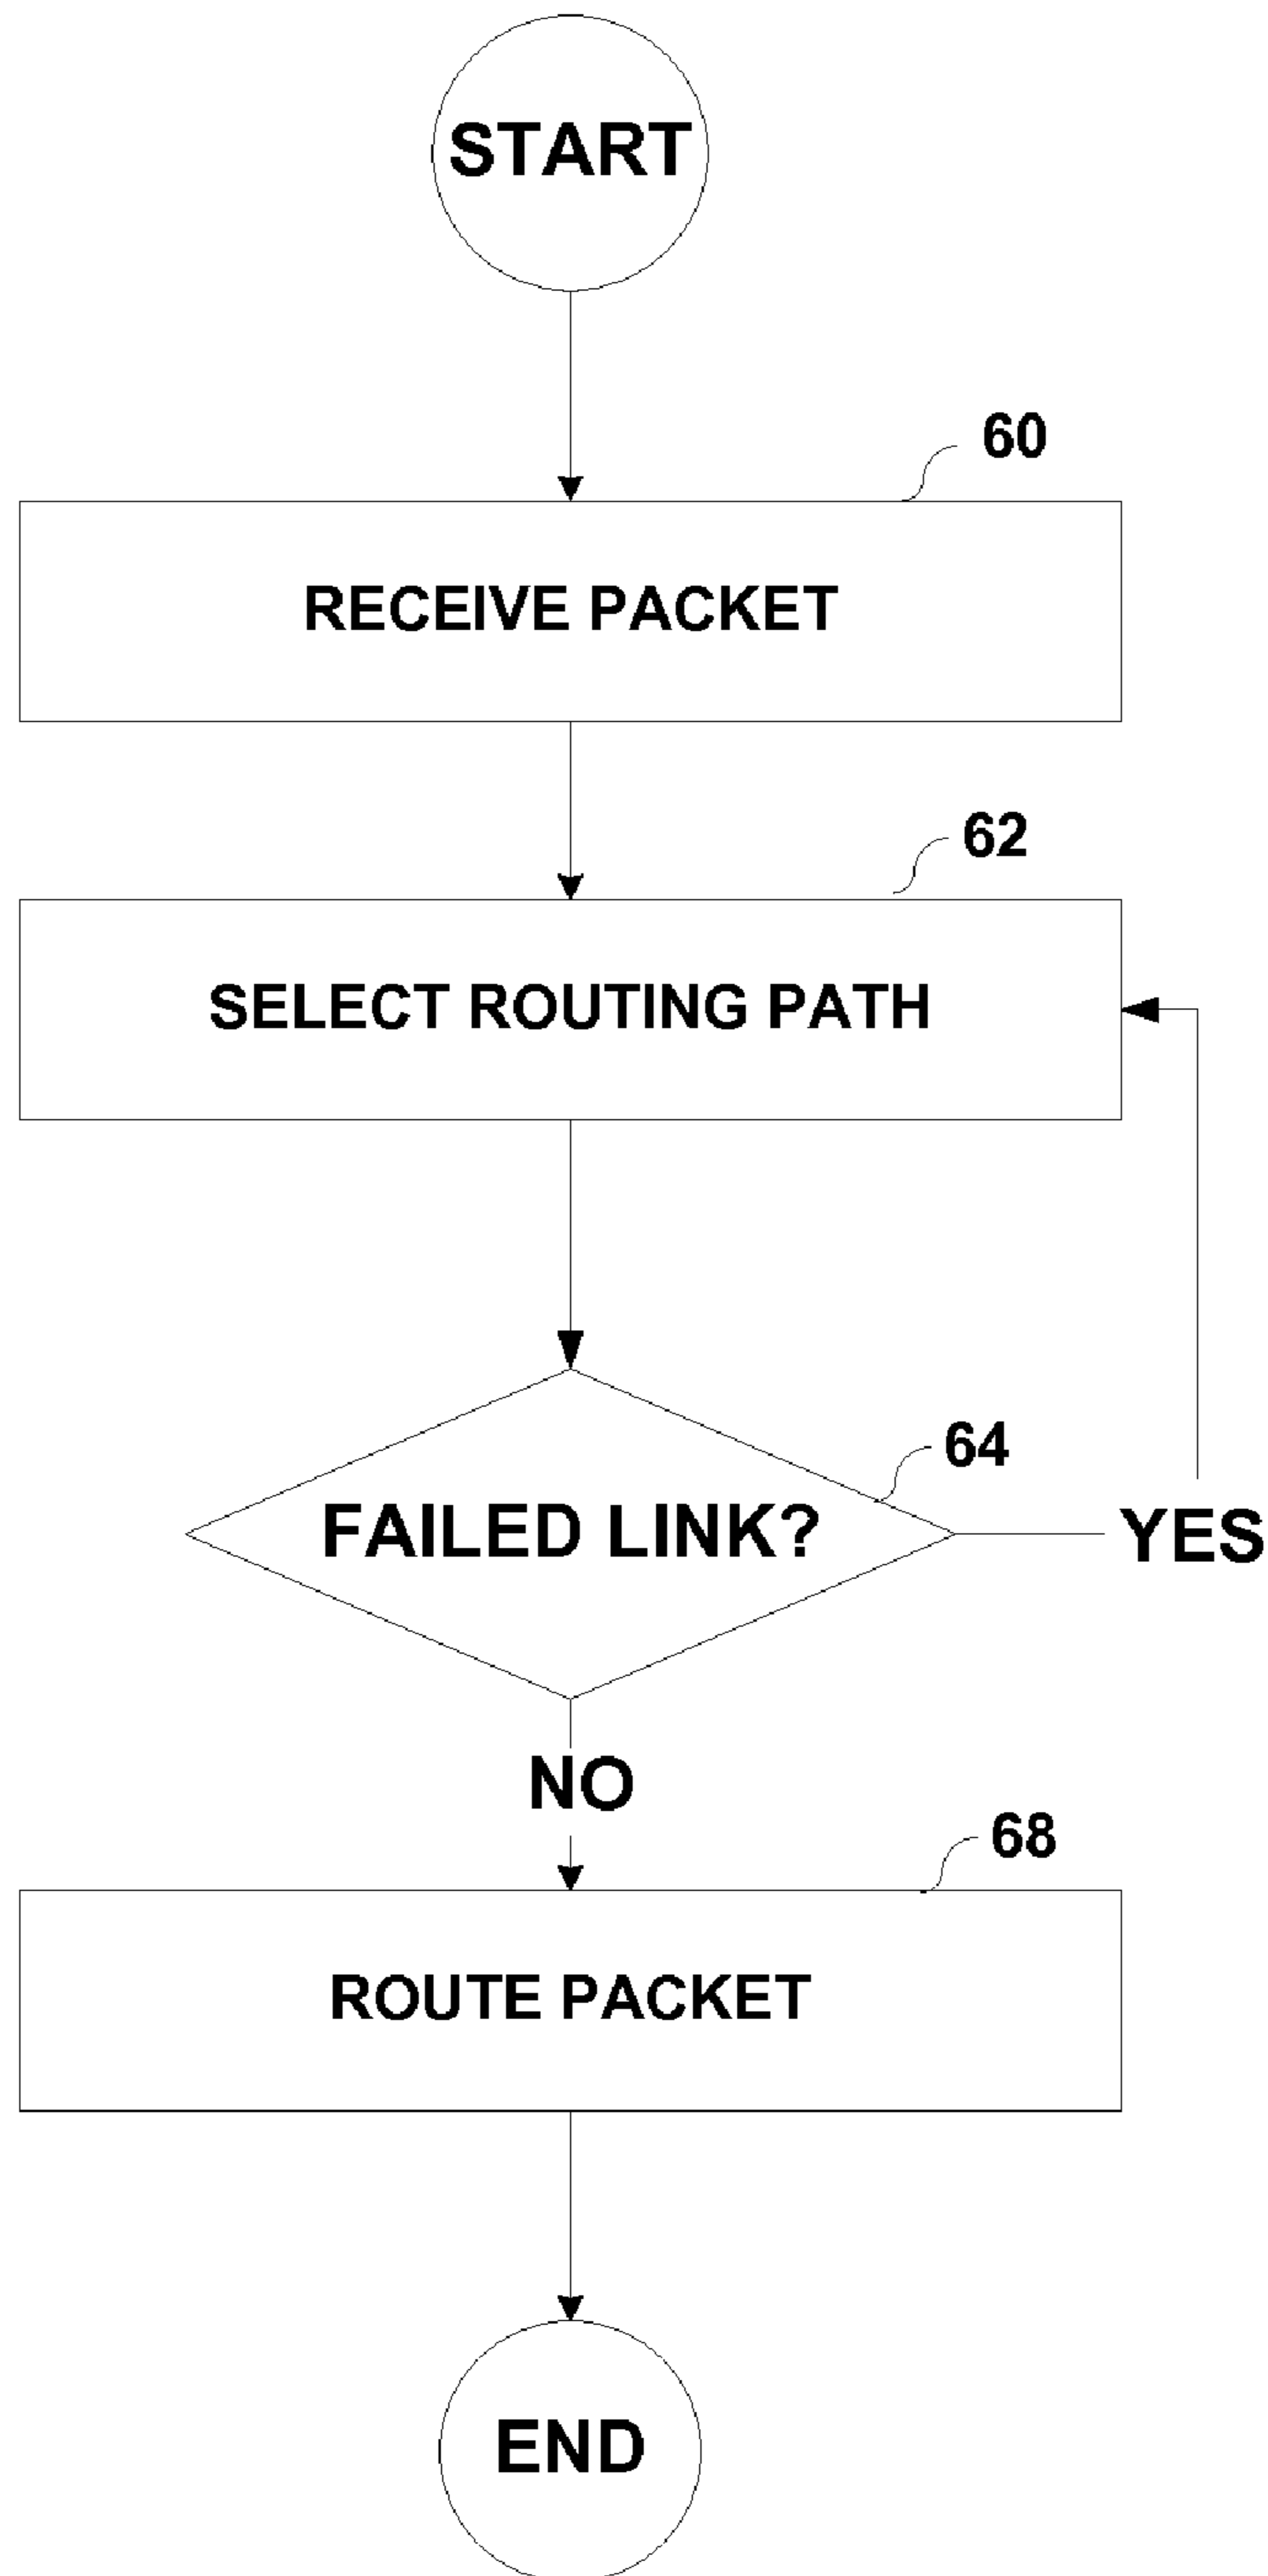 START
60
RECEIVE PACKET
62
SELECT ROUTING PATH
64
FAILED LINK?
YES
NO
68
ROUTE PACKET
END